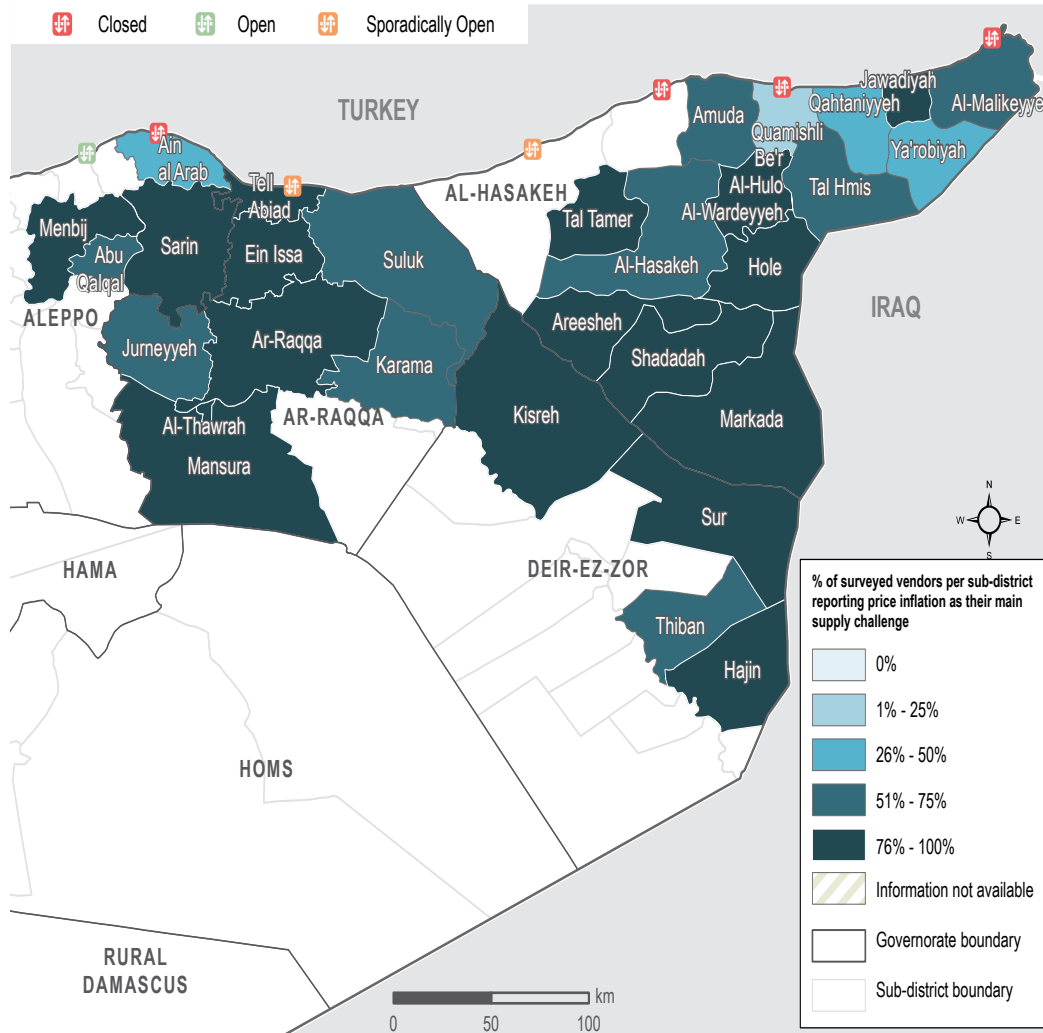 Closed
Open
Sporadically Open
TURKEY
Jawadiyah
Qahtaniyyeh
Al-Malikeyye
Amuda
Quamishli
Ya'robiyah
Ain
al Arab
Be'r
Al-Hulo
Al-Wardeyyeh
Tal Hmis
Tell
Abiad
AL-HASAKEH
Tal Tamer
Menbij
Sarin
Ein Issa
Abu
Qalqal
Suluk
Al-Hasakeh
Hole
ALEPPO
IRAQ
Areesheh
Jurneyyeh
Ar-Raqqa
Karama
Shadadah
Kisreh
Markada
AR-RAQQA
Al-Thawrah
Mansura
Sur
N
W
E
S
HAMA
DEIR-EZ-ZOR
Thiban
Hajin
HOMS
RURAL
DAMASCUS
% of surveyed vendors per sub-district
reporting price inflation as their main
supply challenge
0%
1% - 25%
26% - 50%
51% - 75%
76% - 100%
Information not available
Governorate boundary
Sub-district boundary
km
0 50 100